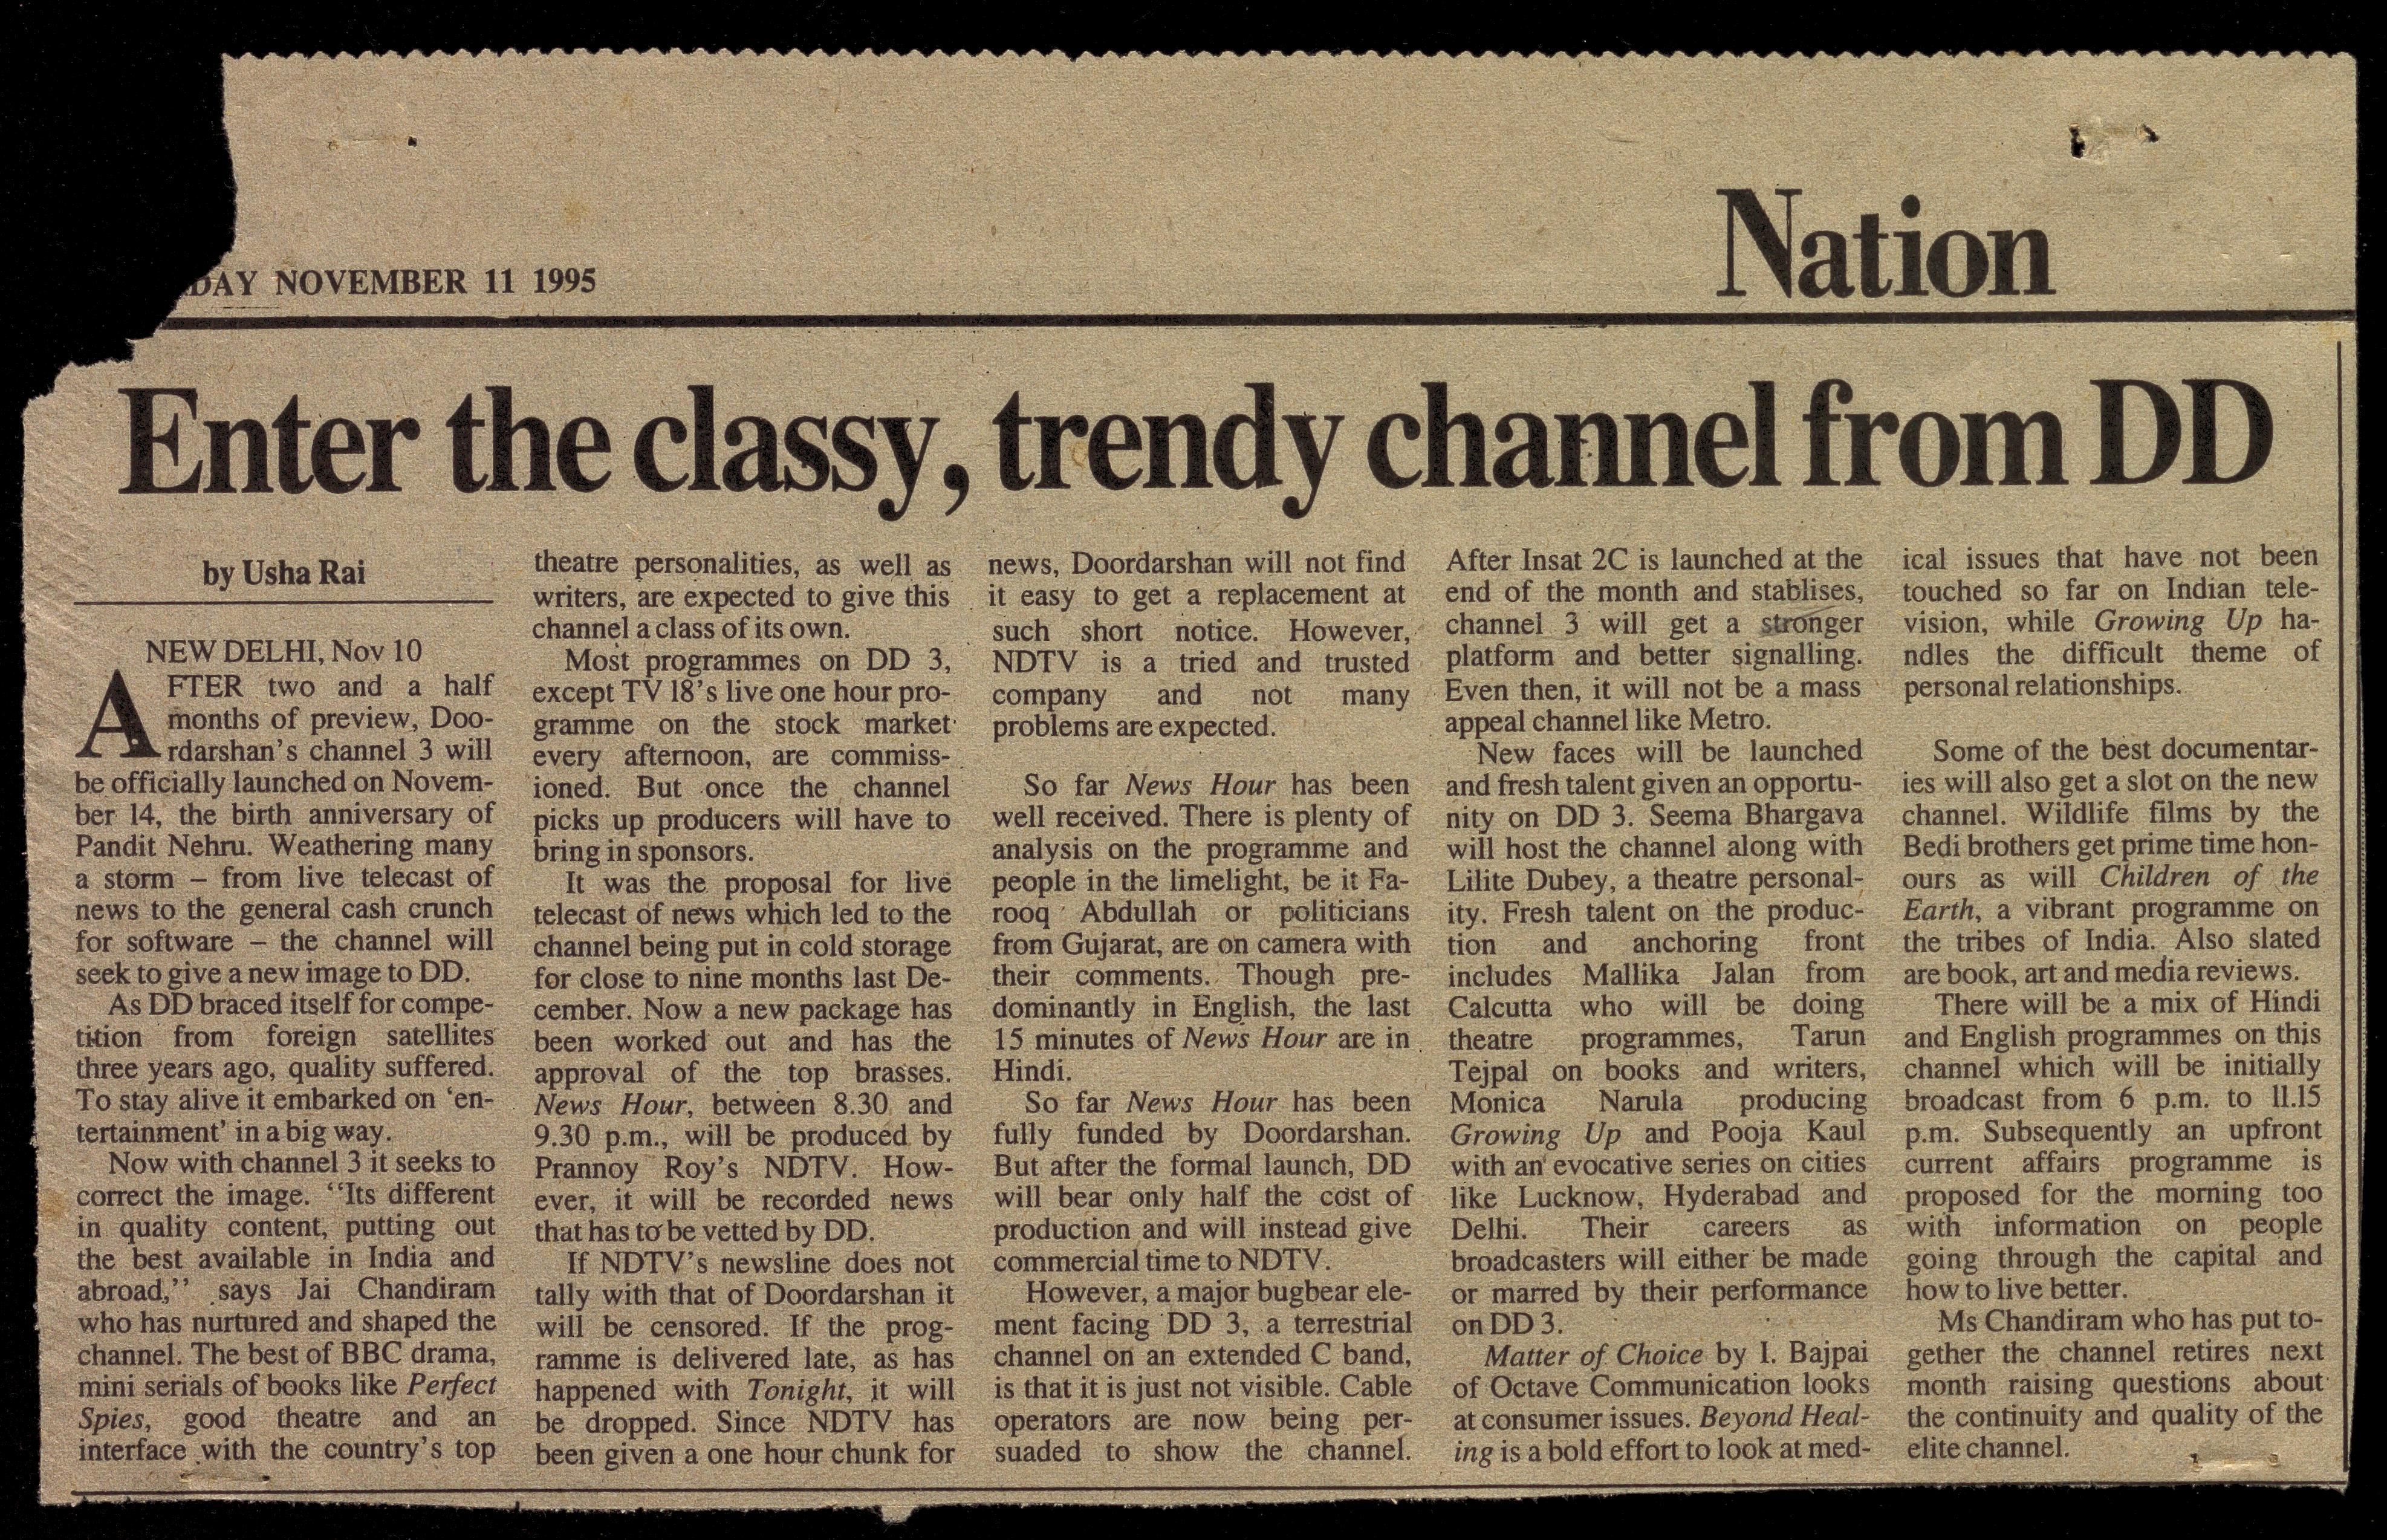 DAY NOVEMBER 11 1995
Nation
Enter the classy, trendy channel from DD
by Usha Rai
NEW DELHI, Nov 10
AFTER two and a half
months of preview, Doo-
rdarshan's channel 3 will
be officially launched on Novem-
ber 14, the birth anniversary of
Pandit Nehru. Weathering many
a storm – from live telecast of
news to the general cash crunch
for software – the channel will
seek to give a new image to DD.
As DD braced itself for compe-
tition from foreign satellites
three years ago, quality suffered.
To stay alive it embarked on 'en-
tertainment' in a big way.
Now with channel 3 it seeks to
correct the image. "Its different
in quality content, putting out
the best available in India and
abroad," says Jai Chandiram
who has nurtured and shaped the
channel. The best of BBC drama,
mini serials of books like Perfect
Spies, good theatre and an
interface with the country's top
theatre personalities, as well as
writers, are expected to give this
channel a class of its own.
Most programmes on DD 3,
except TV 18's live one hour pro-
gramme on the stock market
every afternoon, are commiss-
ioned. But once the channel
picks up producers will have to
bring in sponsors.
It was the proposal for live
telecast of news which led to the
channel being put in cold storage
for close to nine months last De-
cember. Now a new package has
been worked out and has the
approval of the top brasses.
News Hour, between 8.30 and
9.30 p.m., will be produced by
Prannoy Roy's NDTV. How-
ever, it will be recorded news
that has to be vetted by DD.
If NDTV's newsline does not
tally with that of Doordarshan it
will be censored. If the prog-
ramme is delivered late, as has
happened with Tonight, it will
be dropped. Since NDTV has
been given a one hour chunk for
news, Doordarshan will not find
it easy to get a replacement at
such short notice. However,
NDTV is a tried and trusted
company and not many
problems are expected.
So far News Hour has been
well received. There is plenty of
analysis on the programme and
people in the limelight, be it Fa-
rooq Abdullah or politicians
from Gujarat, are on camera with
their comments. Though pre-
dominantly in English, the last
15 minutes of News Hour are in
Hindi.
So far News Hour has been
fully funded by Doordarshan.
But after the formal launch, DD
will bear only half the cost of
production and will instead give
commercial time to NDTV.
However, a major bugbear ele-
ment facing DD 3, a terrestrial
channel on an extended C band,
is that it is just not visible. Cable
operators are now being per-
suaded to show the channel.
After Insat 2C is launched at the
end of the month and stablises,
channel 3 will get a stronger
platform and better signalling.
Even then, it will not be a mass
appeal channel like Metro.
New faces will be launched
and fresh talent given an opportu-
nity on DD 3. Seema Bhargava
will host the channel along with
Lilite Dubey, a theatre personal-
ity. Fresh talent on the produc-
tion and anchoring front
includes Mallika Jalan from
Calcutta who will be doing
theatre programmes, Tarun
Tejpal on books and writers,
Monica Narula producing
Growing Up and Pooja Kaul
with an evocative series on cities
like Lucknow, Hyderabad and
Delhi. Their careers as
broadcasters will either be made
or marred by their performance
on DD 3.
Matter of Choice by I. Bajpai
of Octave Communication looks
at consumer issues. Beyond Heal-
ing is a bold effort to look at med-
ical issues that have not been
touched so far on Indian tele-
vision, while Growing Up ha-
ndles the difficult theme of
personal relationships.
Some of the best documentar-
ies will also get a slot on the new
channel. Wildlife films by the
Bedi brothers get prime time hon-
ours as will Children of the
Earth, a vibrant programme on
the tribes of India. Also slated
are book, art and media reviews.
There will be a mix of Hindi
and English programmes on this
channel which will be initially
broadcast from 6 p.m. to 11.15
p.m. Subsequently an upfront
current affairs programme is
proposed for the morning too
with information on people
going through the capital and
how to live better.
Ms Chandiram who has put to-
gether the channel retires next
month raising questions about
the continuity and quality of the
elite channel.